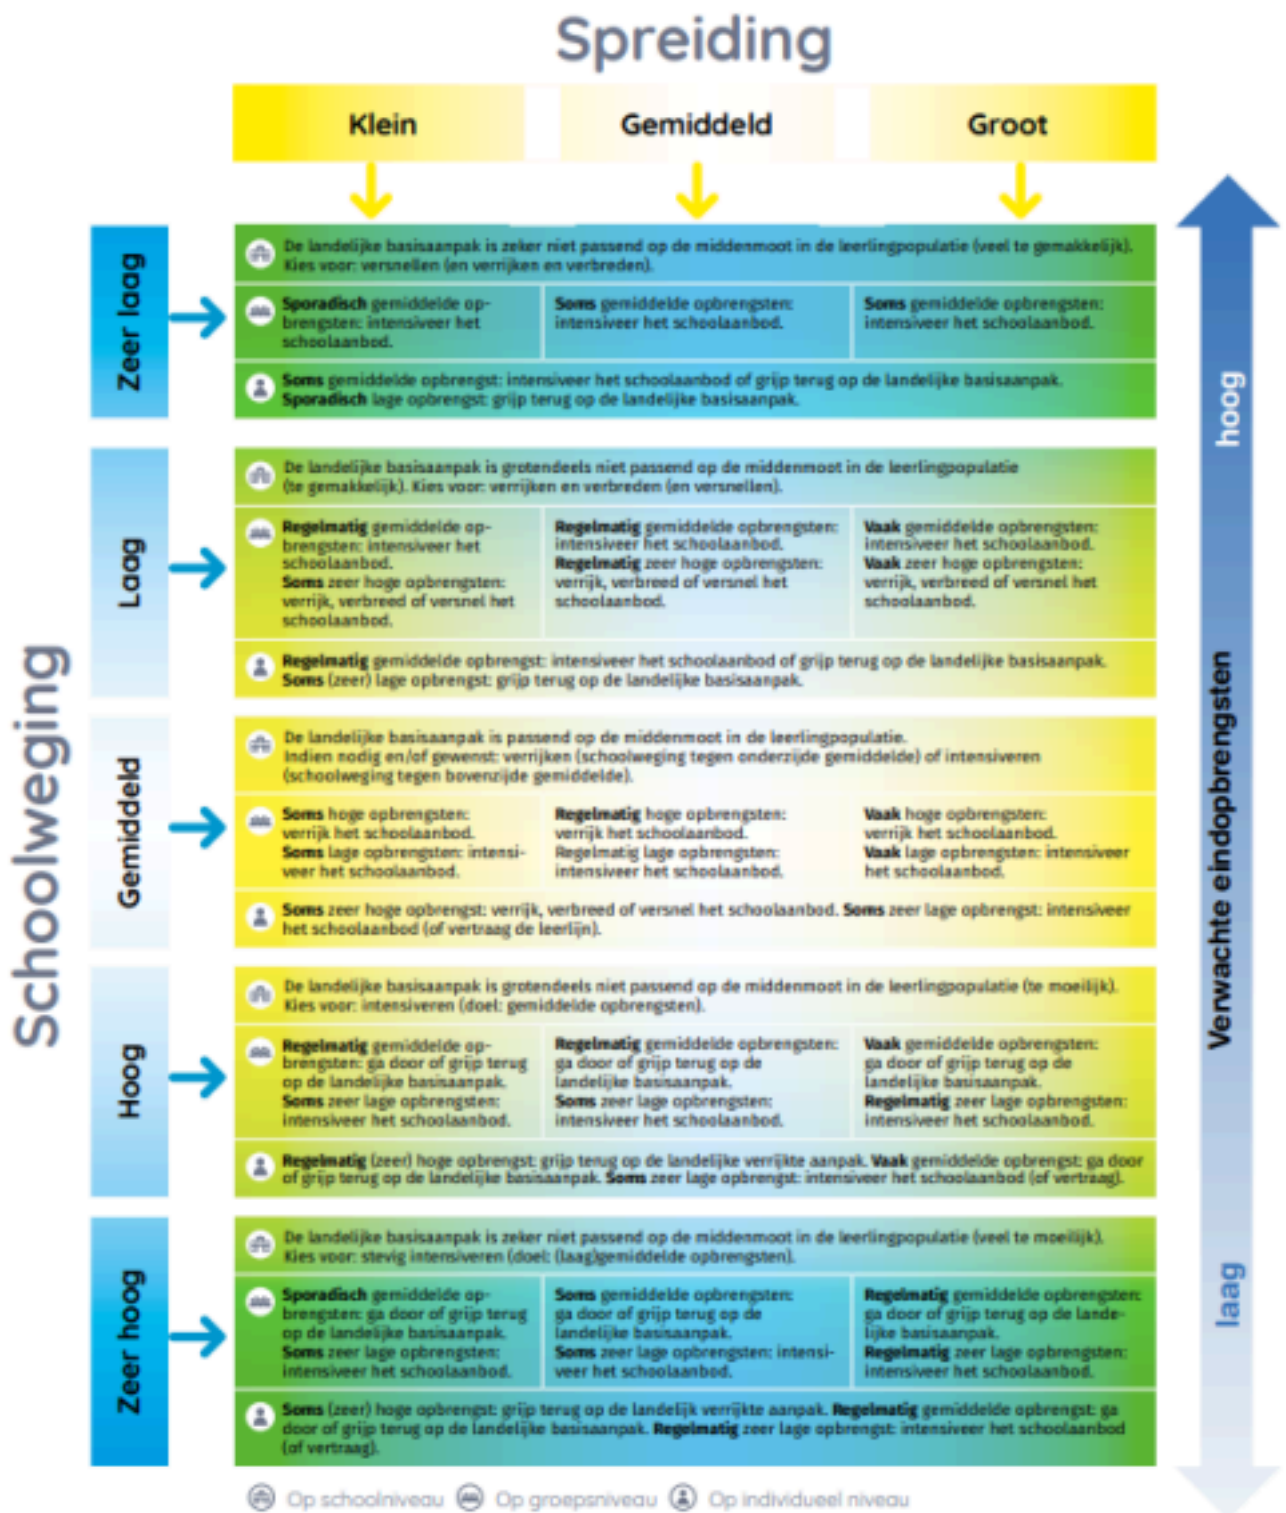 Spreiding
Klein
Gemiddeld
Groot
Schoolweging
Verwachte eindopbrengsten
hoog
laag
Zeer laag
De landelijke basisaanpak is zeker niet passend op de middenmoot in de leerlingpopulatie (veel te gemakkelijk).
Kies voor: versnellen (en verrijken en verbreden).
Sporadisch gemiddelde op-
brengsten: intensiveer het
schoolaanbod.
Soms gemiddelde opbrengsten:
intensiveer het schoolaanbod.
Soms gemiddelde opbrengsten:
intensiveer het schoolaanbod.
Soms gemiddelde opbrengst: intensiveer het schoolaanbod of grijp terug op de landelijke basisaanpak.
Sporadisch lage opbrengst: grijp terug op de landelijke basisaanpak.
Laag
De landelijke basisaanpak is grotendeels niet passend op de middenmoot in de leerlingpopulatie
(te gemakkelijk). Kies voor: verrijken en verbreden (en versnellen).
Regelmatig gemiddelde op-
brengsten: intensiveer het
schoolaanbod.
Soms zeer hoge opbrengsten:
verrijk, verbreed of versnel het
schoolaanbod.
Regelmatig gemiddelde opbrengsten:
intensiveer het schoolaanbod.
Regelmatig zeer hoge opbrengsten:
verrijk, verbreed of versnel het
schoolaanbod.
Vaak gemiddelde opbrengsten:
intensiveer het schoolaanbod.
Vaak zeer hoge opbrengsten:
verrijk, verbreed of versnel het
schoolaanbod.
Regelmatig gemiddelde opbrengst: intensiveer het schoolaanbod of grijp terug op de landelijke basisaanpak.
Soms (zeer) lage opbrengst: grijp terug op de landelijke basisaanpak.
Gemiddeld
De landelijke basisaanpak is passend op de middenmoot in de leerlingpopulatie.
Indien nodig en/of gewenst: verrijken (schoolweging tegen onderzijde gemiddelde) of intensiveren
(schoolweging tegen bovenzijde gemiddelde).
Soms hoge opbrengsten:
verrijk het schoolaanbod.
Soms lage opbrengsten: intensi-
veer het schoolaanbod.
Regelmatig hoge opbrengsten:
verrijk het schoolaanbod.
Regelmatig lage opbrengsten:
intensiveer het schoolaanbod.
Vaak hoge opbrengsten:
verrijk het schoolaanbod.
Vaak lage opbrengsten: intensiveer
het schoolaanbod.
Soms zeer hoge opbrengst: verrijk, verbreed of versnel het schoolaanbod. Soms zeer lage opbrengst: intensiveer
het schoolaanbod (of vertraag de leerlijn).
Hoog
De landelijke basisaanpak is grotendeels niet passend op de middenmoot in de leerlingpopulatie (te moeilijk).
Kies voor: intensiveren (doel: gemiddelde opbrengsten).
Regelmatig gemiddelde op-
brengsten: ga door of grijp terug
op de landelijke basisaanpak.
Soms zeer lage opbrengsten:
intensiveer het schoolaanbod.
Regelmatig gemiddelde opbrengsten:
ga door of grijp terug op de
landelijke basisaanpak.
Soms zeer lage opbrengsten:
intensiveer het schoolaanbod.
Vaak gemiddelde opbrengsten:
ga door of grijp terug op de
landelijke basisaanpak.
Regelmatig zeer lage opbrengsten:
intensiveer het schoolaanbod.
Regelmatig (zeer) hoge opbrengst: grijp terug op de landelijke verrijkte aanpak. Vaak gemiddelde opbrengst: ga door
of grijp terug op de landelijke basisaanpak. Soms zeer lage opbrengst: intensiveer het schoolaanbod (of vertraag).
Zeer hoog
De landelijke basisaanpak is zeker niet passend op de middenmoot in de leerlingpopulatie (veel te moeilijk).
Kies voor: stevig intensiveren (doel: (laag)gemiddelde opbrengsten).
Sporadisch gemiddelde op-
brengsten: ga door of grijp terug
op de landelijke basisaanpak.
Soms zeer lage opbrengsten:
intensiveer het schoolaanbod.
Soms gemiddelde opbrengsten:
ga door of grijp terug op de
landelijke basisaanpak.
Soms zeer lage opbrengsten: intensi-
veer het schoolaanbod.
Regelmatig gemiddelde opbrengsten:
ga door of grijp terug op de lande-
lijke basisaanpak.
Regelmatig zeer lage opbrengsten:
intensiveer het schoolaanbod.
Soms (zeer) hoge opbrengst: grijp terug op de landelijk verrijkte aanpak. Regelmatig gemiddelde opbrengst: ga
door of grijp terug op de landelijke basisaanpak. Regelmatig zeer lage opbrengst: intensiveer het schoolaanbod
(of vertraag).
Op schoolniveau Op groepsniveau Op individueel niveau